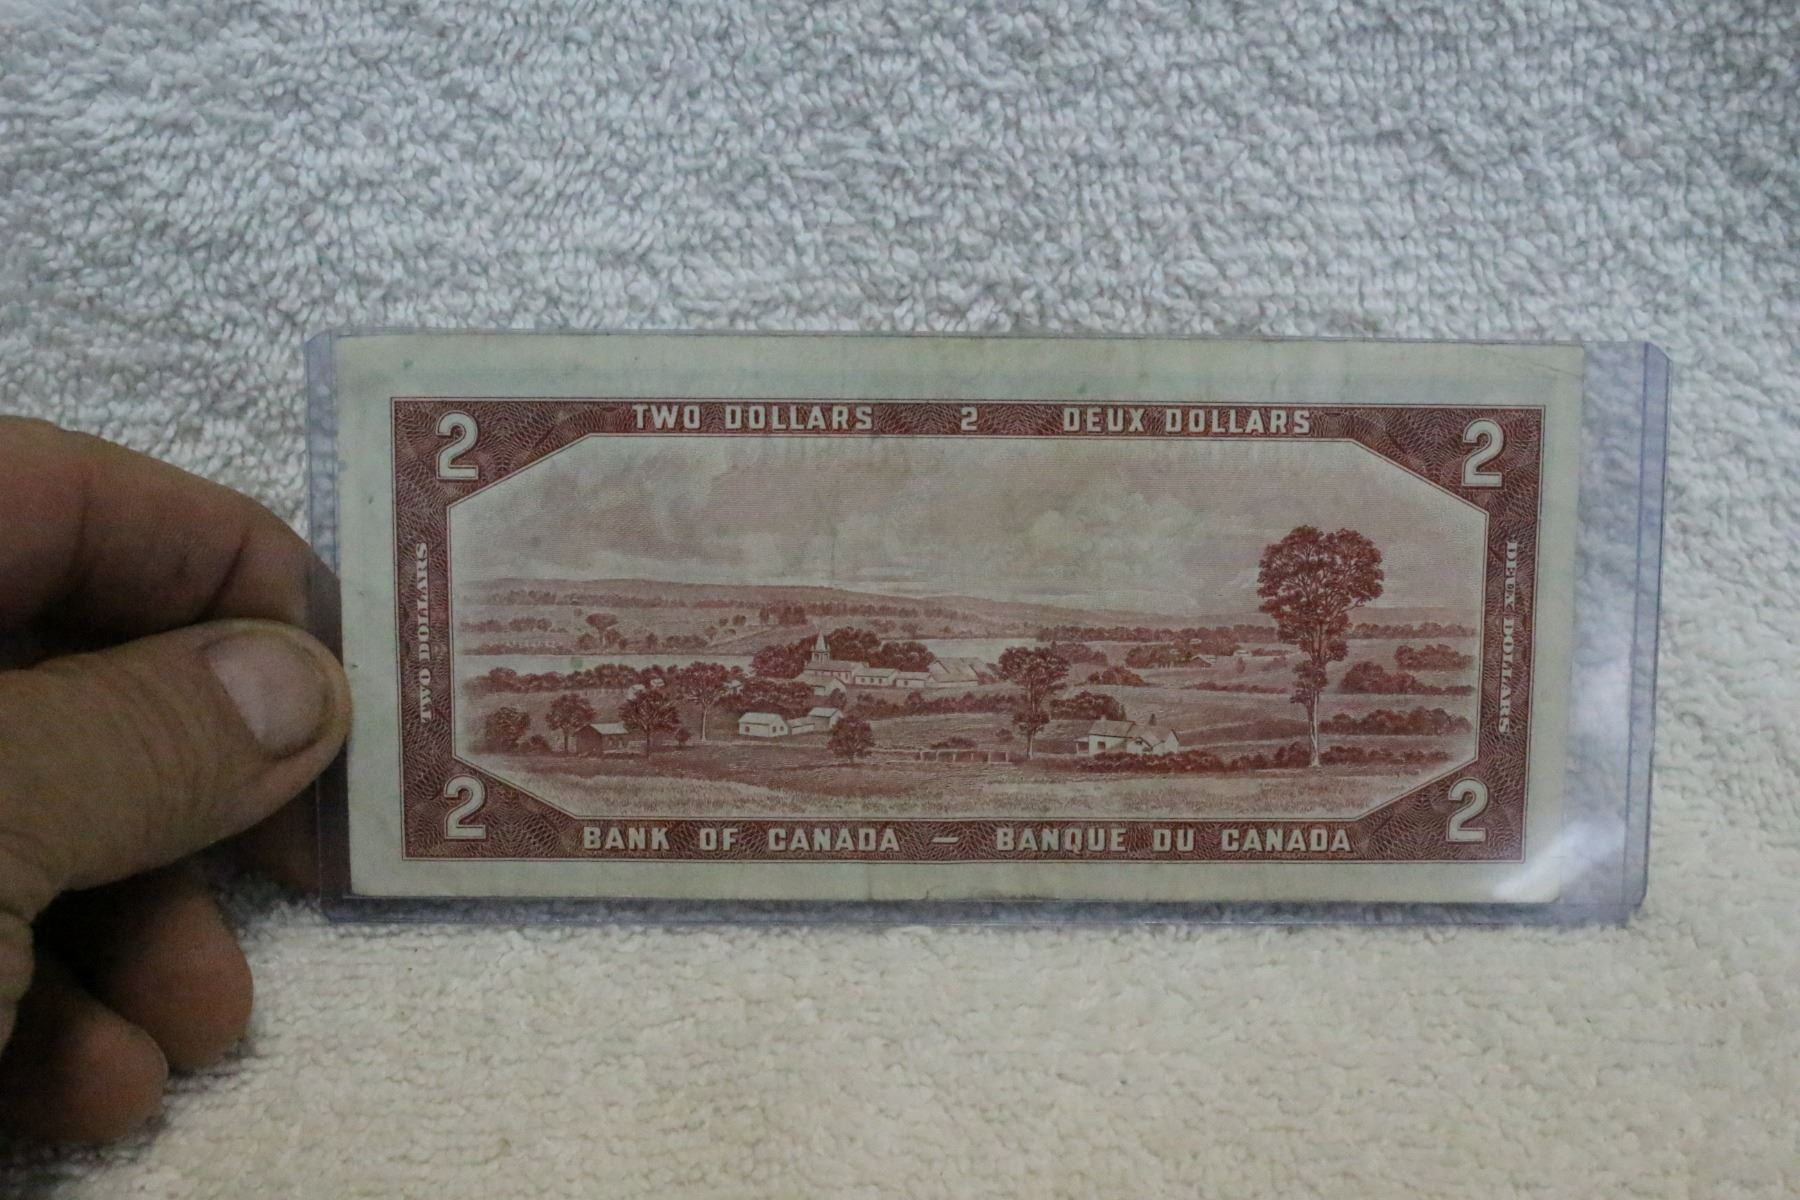 2 TWO DOLLARS 2 DEUX DOLLARS 2
TWO DOLLARS
DEUX DOLLARS
2 BANK OF CANADA — BANQUE DU CANADA 2